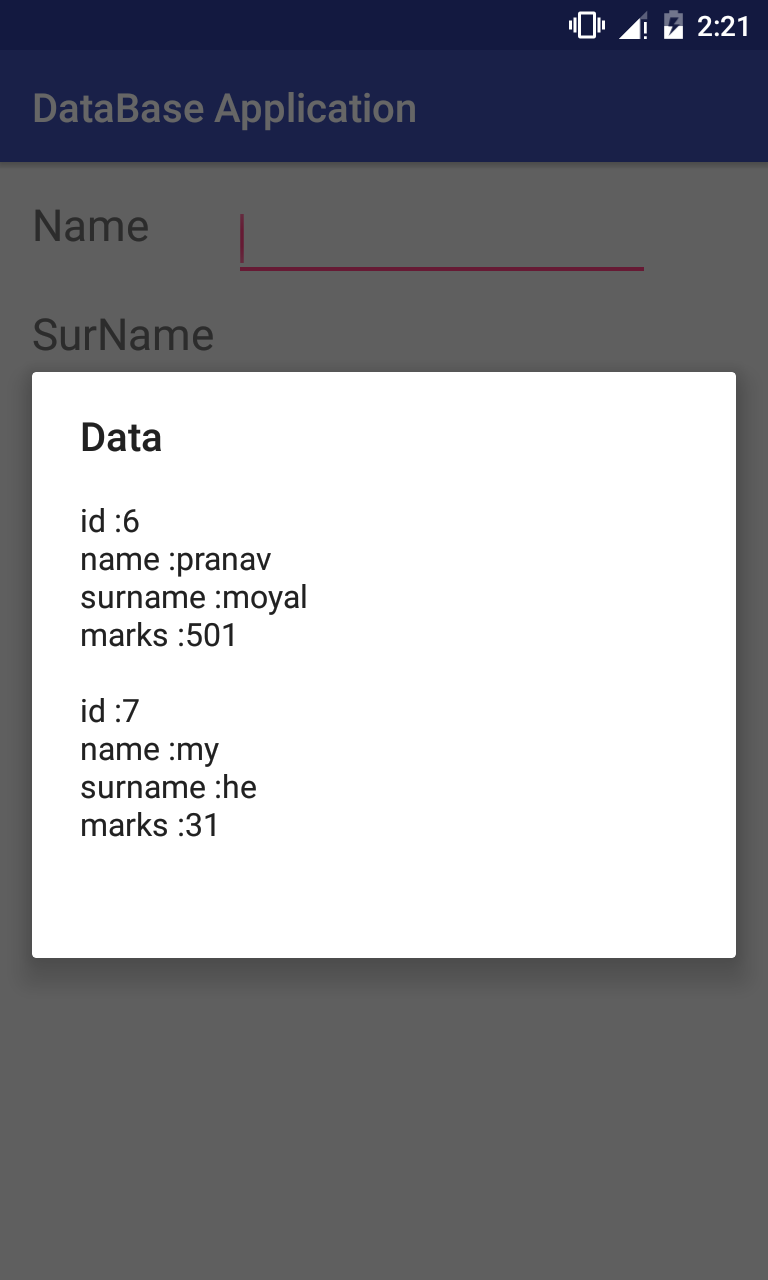 2:21
DataBase Application
Name
SurName
Data
id :6
name :pranav
surname :moyal
marks :501
id :7
name :my
surname :he
marks :31